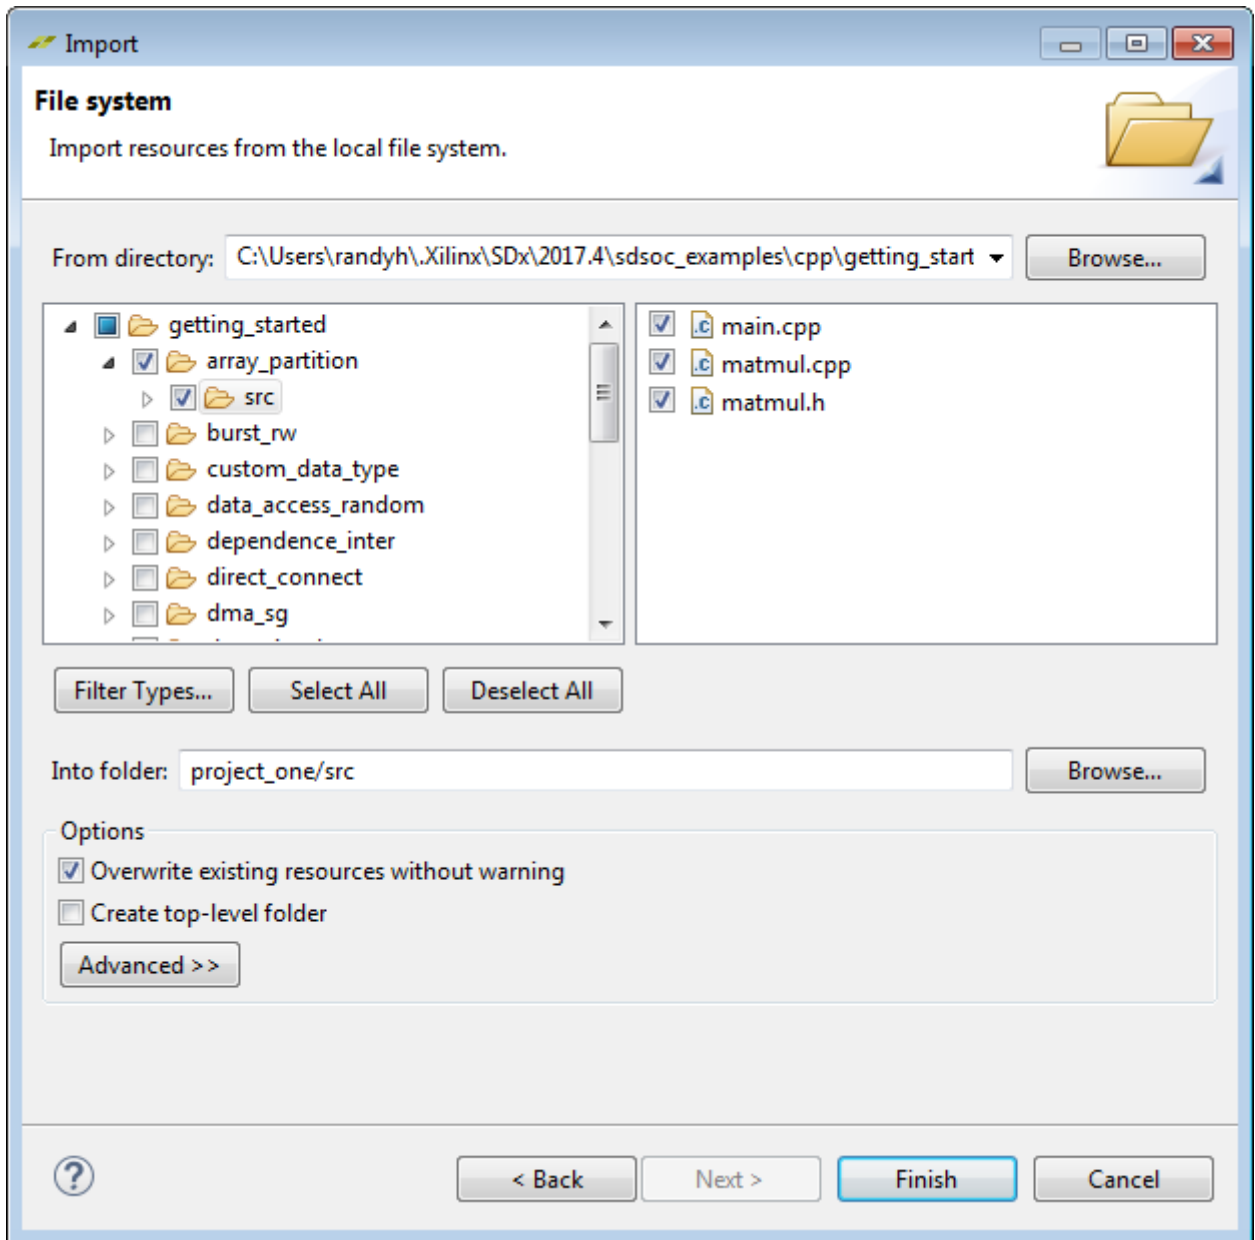 Import
File system
Import resources from the local file system.
From directory: C:\Users\randyh\.Xilinx\SDx\2017.4\sdsoc_examples\cpp\getting_start Browse...
getting_started
array_partition
src
burst_rw
custom_data_type
data_access_random
dependence_inter
direct_connect
dma_sg
main.cpp
matmul.cpp
matmul.h
Filter Types... Select All Deselect All
Into folder: project_one/src Browse...
Options
Overwrite existing resources without warning
Create top-level folder
Advanced >>
? < Back Next > Finish Cancel